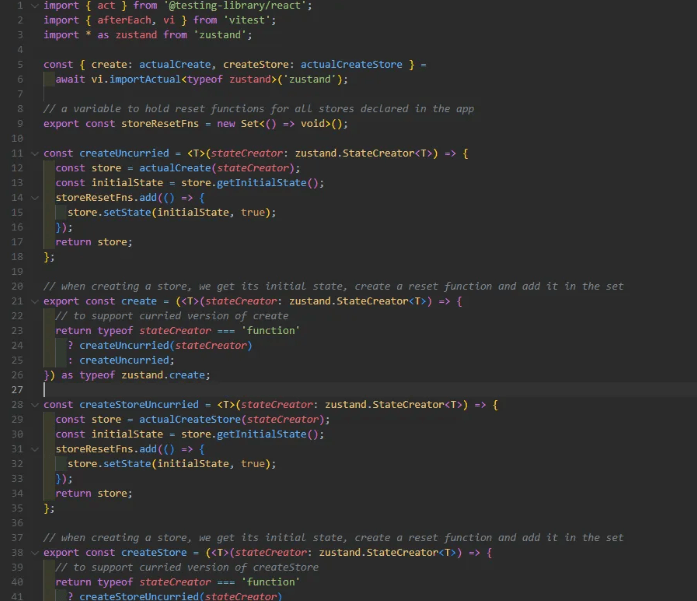 1 import { act } from '@testing-library/react';
2 import { afterEach, vi } from 'vitest';
3 import * as zustand from 'zustand';
4
5 const { create: actualCreate, createStore: actualCreateStore } =
6   await vi.importActual<typeof zustand>('zustand');
7
8 // a variable to hold reset functions for all stores declared in the app
9 export const storeResetFns = new Set<() => void>();
10
11 const createUncurried = <T>(stateCreator: zustand.StateCreator<T>) => {
12   const store = actualCreate(stateCreator);
13   const initialState = store.getInitialState();
14   storeResetFns.add(() => {
15     store.setState(initialState, true);
16   });
17   return store;
18 };
19
20 // when creating a store, we get its initial state, create a reset function and add it in the set
21 export const create = (<T>(stateCreator: zustand.StateCreator<T>) => {
22   // to support curried version of create
23   return typeof stateCreator === 'function'
24     ? createUncurried(stateCreator)
25     : createUncurried;
26 }) as typeof zustand.create;
27
28 const createStoreUncurried = <T>(stateCreator: zustand.StateCreator<T>) => {
29   const store = actualCreateStore(stateCreator);
30   const initialState = store.getInitialState();
31   storeResetFns.add(() => {
32     store.setState(initialState, true);
33   });
34   return store;
35 };
36
37 // when creating a store, we get its initial state, create a reset function and add it in the set
38 export const createStore = (<T>(stateCreator: zustand.StateCreator<T>) => {
39   // to support curried version of createStore
40   return typeof stateCreator === 'function'
41     ? createStoreUncurried(stateCreator)